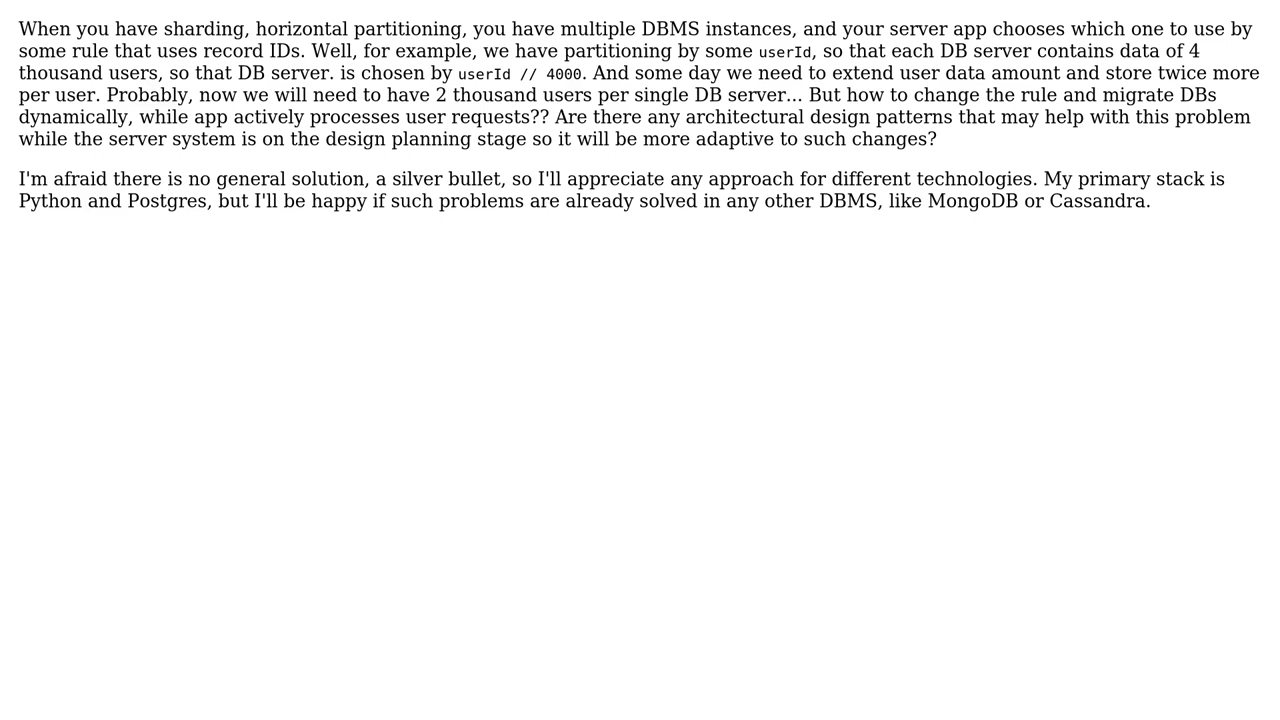 When you have sharding, horizontal partitioning, you have multiple DBMS instances, and your server app chooses which one to use by
some rule that uses record IDs. Well, for example, we have partitioning by some userId, so that each DB server contains data of 4
thousand users, so that DB server. is chosen by userId // 4000. And some day we need to extend user data amount and store twice more
per user. Probably, now we will need to have 2 thousand users per single DB server... But how to change the rule and migrate DBs
dynamically, while app actively processes user requests?? Are there any architectural design patterns that may help with this problem
while the server system is on the design planning stage so it will be more adaptive to such changes?
I'm afraid there is no general solution, a silver bullet, so I'll appreciate any approach for different technologies. My primary stack is
Python and Postgres, but I'll be happy if such problems are already solved in any other DBMS, like MongoDB or Cassandra.